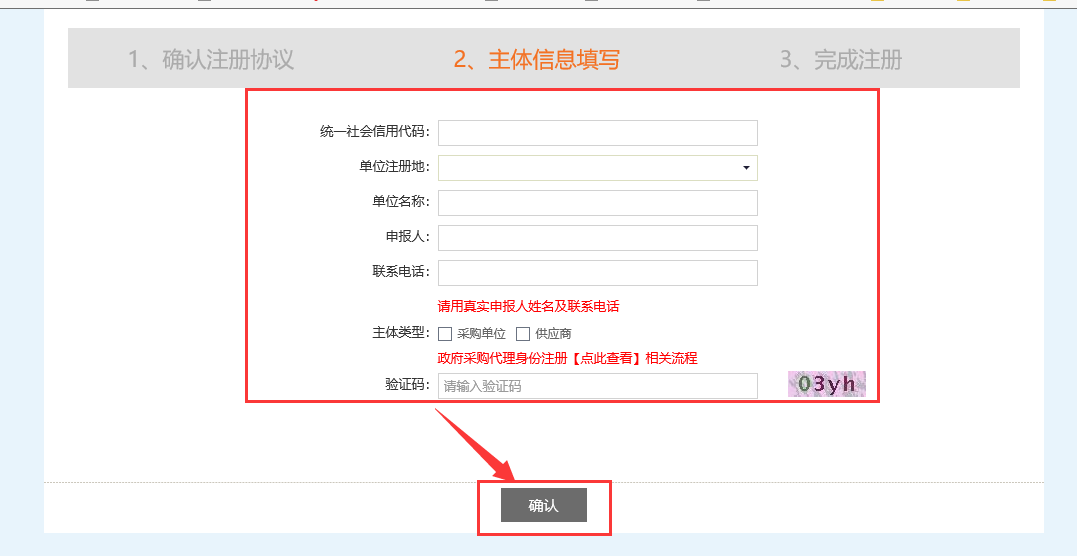 1、确认注册协议
2、主体信息填写
3、完成注册
统一社会信用代码：
单位注册地：
单位名称：
申报人：
联系电话：
请用真实申报人姓名及联系电话
主体类型： 采购单位 供应商
政府采购代理身份注册【点此查看】相关流程
验证码： 请输入验证码 03yh
确认